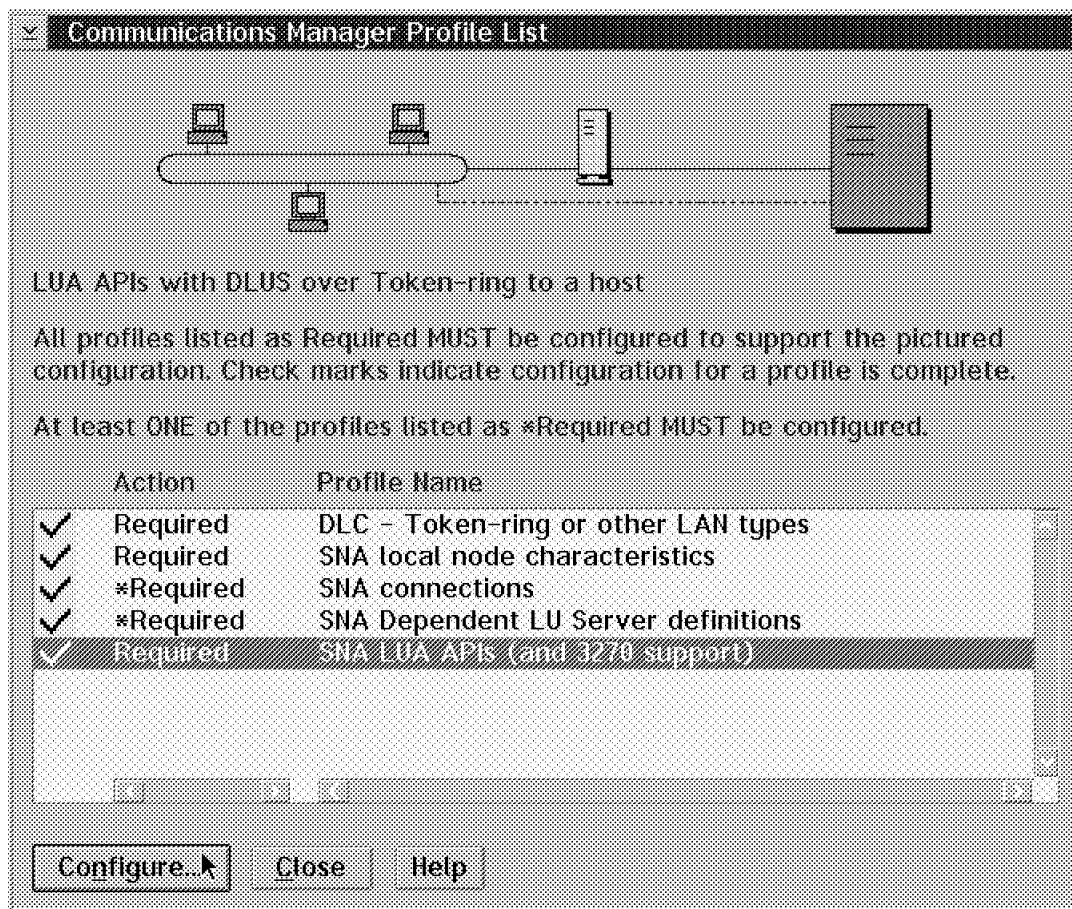 Communications Manager Profile List
LUA APIs with DLUS over Token-ring to a host
All profiles listed as Required MUST be configured to support the pictured
configuration. Check marks indicate configuration for a profile is complete.
At least ONE of the profiles listed as *Required MUST be configured.
Action Profile Name
Required DLC - Token-ring or other LAN types
Required SNA local node characteristics
*Required SNA connections
*Required SNA Dependent LU Server definitions
Required SNA LUA APIs (and 3270 support)
Configure... Close Help